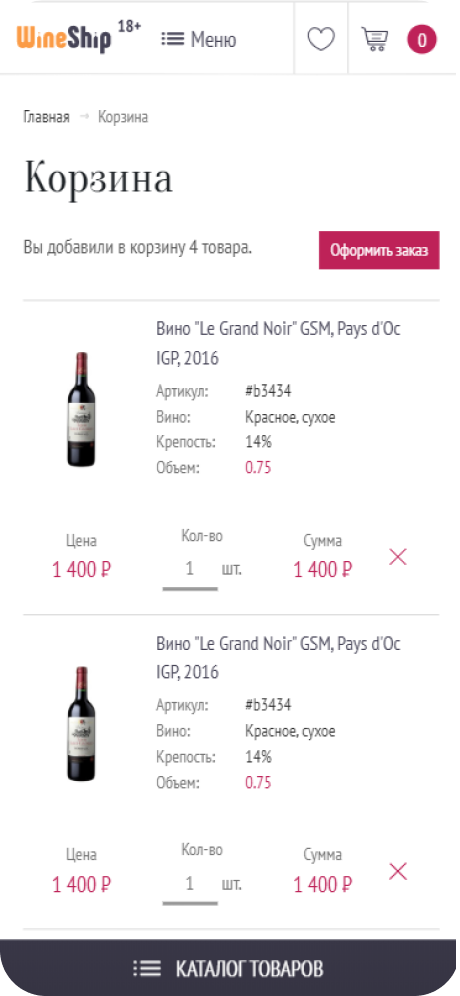 WineShip 18+ Меню 0
Главная → Корзина
Корзина
Вы добавили в корзину 4 товара. Оформить заказ
Вино "Le Grand Noir" GSM, Pays d'Oc
IGP, 2016
Артикул: #b3434
Вино: Красное, сухое
Крепость: 14%
Объем: 0.75
Цена Кол-во Сумма
1 400 ₽ 1 шт. 1 400 ₽
Вино "Le Grand Noir" GSM, Pays d'Oc
IGP, 2016
Артикул: #b3434
Вино: Красное, сухое
Крепость: 14%
Объем: 0.75
Цена Кол-во Сумма
1 400 ₽ 1 шт. 1 400 ₽
КАТАЛОГ ТОВАРОВ